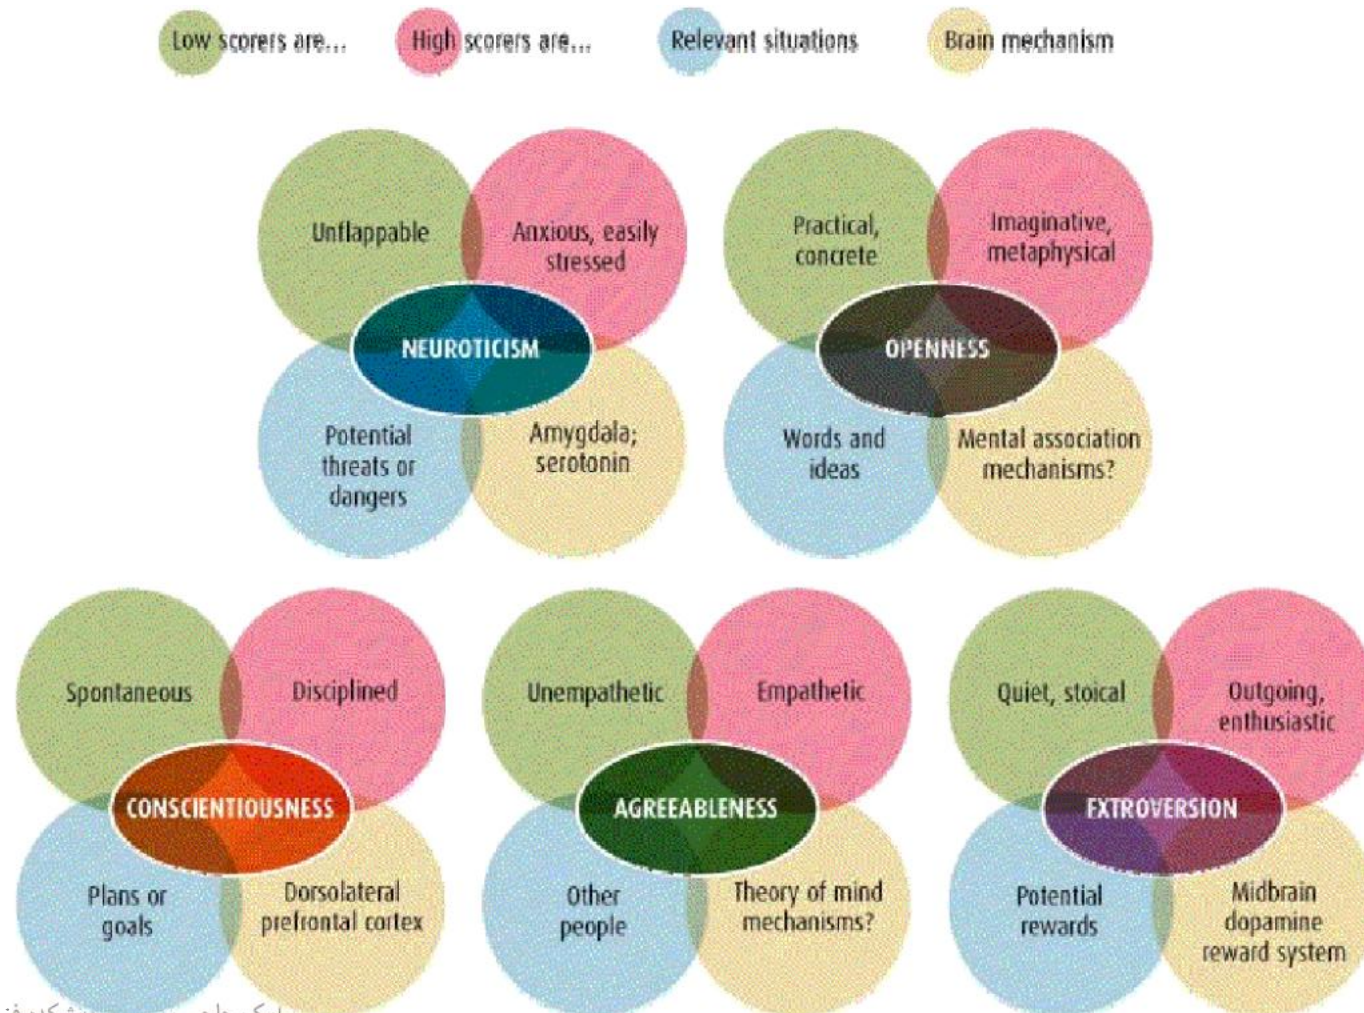 Low scorers are...
High scorers are...
Relevant situations
Brain mechanism
Unflappable
Anxious, easily
stressed
NEUROTICISM
Potential
threats or
dangers
Amygdala;
serotonin
Practical,
concrete
Imaginative,
metaphysical
OPENNESS
Words and
ideas
Mental association
mechanisms?
Spontaneous
Disciplined
CONSCIENTIOUSNESS
Plans or
goals
Dorsolateral
prefrontal cortex
Unempathetic
Empathetic
AGREEABLENESS
Other
people
Theory of mind
mechanisms?
Quiet, stoical
Outgoing,
enthusiastic
EXTROVERSION
Potential
rewards
Midbrain
dopamine
reward system